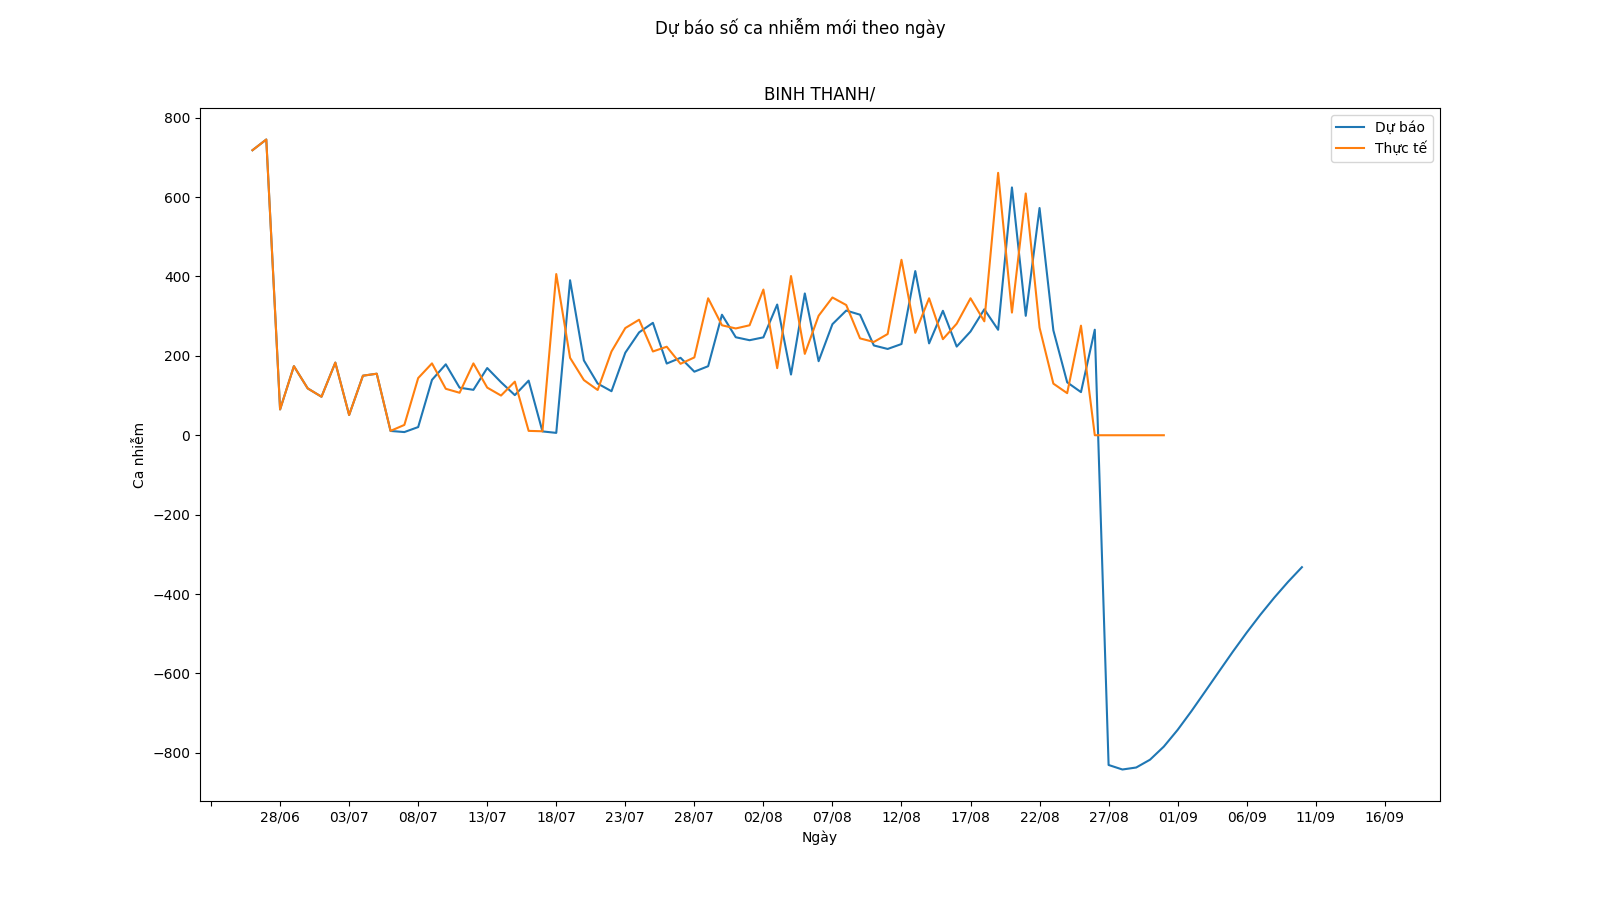 Dự báo số ca nhiễm mới theo ngày
BINH THANH/
Dự báo
Thực tế
800
600
400
200
0
−200
−400
−600
−800
Ca nhiễm
28/06 03/07 08/07 13/07 18/07 23/07 28/07 02/08 07/08 12/08 17/08 22/08 27/08 01/09 06/09 11/09 16/09
Ngày